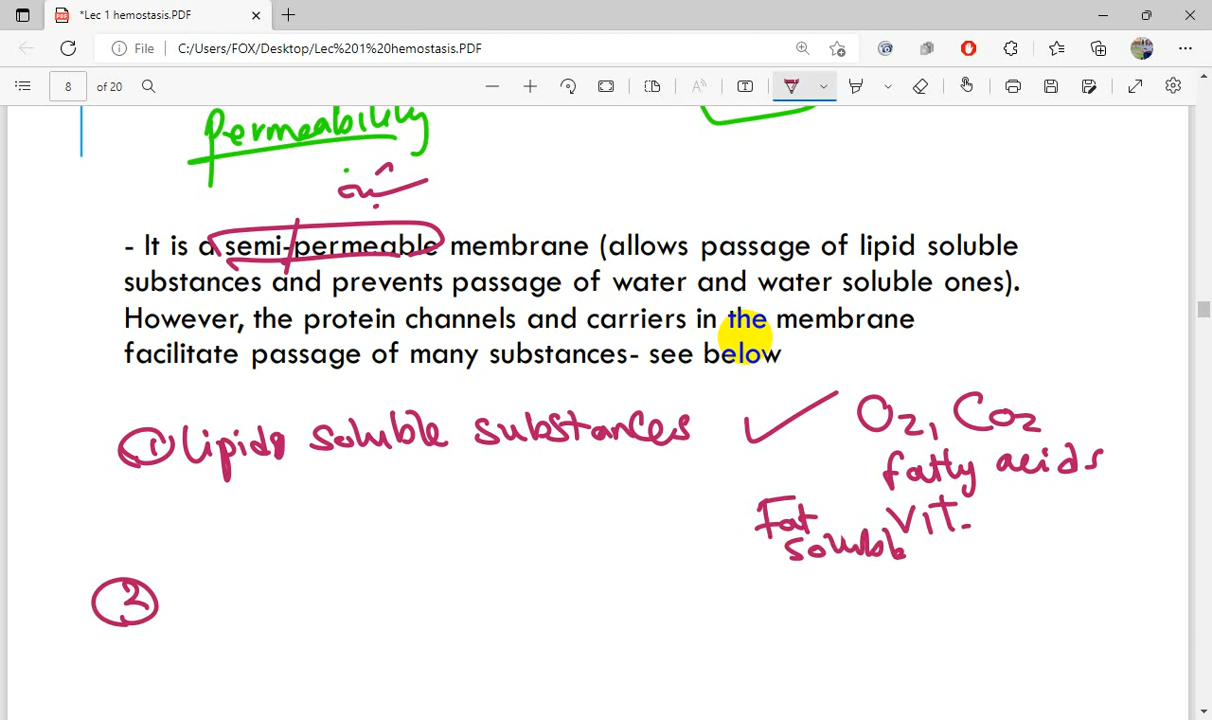 *Lec 1 hemostasis.PDF
File C:/Users/FOX/Desktop/Lec%201%20hemostasis.PDF
8 of 20
permeability
- It is a semi-permeable membrane (allows passage of lipid soluble
substances and prevents passage of water and water soluble ones).
However, the protein channels and carriers in the membrane
facilitate passage of many substances- see below
① lipids soluble substances ✓ O2, CO2
fatty acids
Fat Vit.
soluble
②